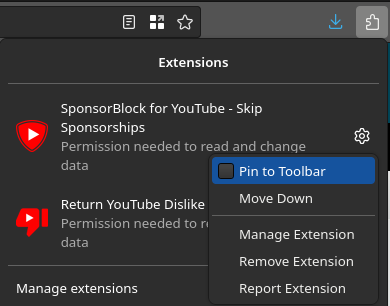 Extensions
SponsorBlock for YouTube - Skip
Sponsorships
Permission needed to read and change
data
Pin to Toolbar
Move Down
Manage Extension
Remove Extension
Report Extension
Return YouTube Dislike
Permission needed to re
data
Manage extensions